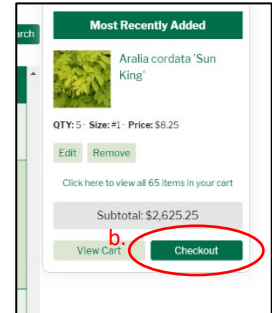 Most Recently Added
arch
Aralia cordata 'Sun
King'
QTY: 5 · Size: #1 · Price: $8.25
Edit Remove
Click here to view all 65 items in your cart
Subtotal: $2,625.25
b.
View Cart Checkout